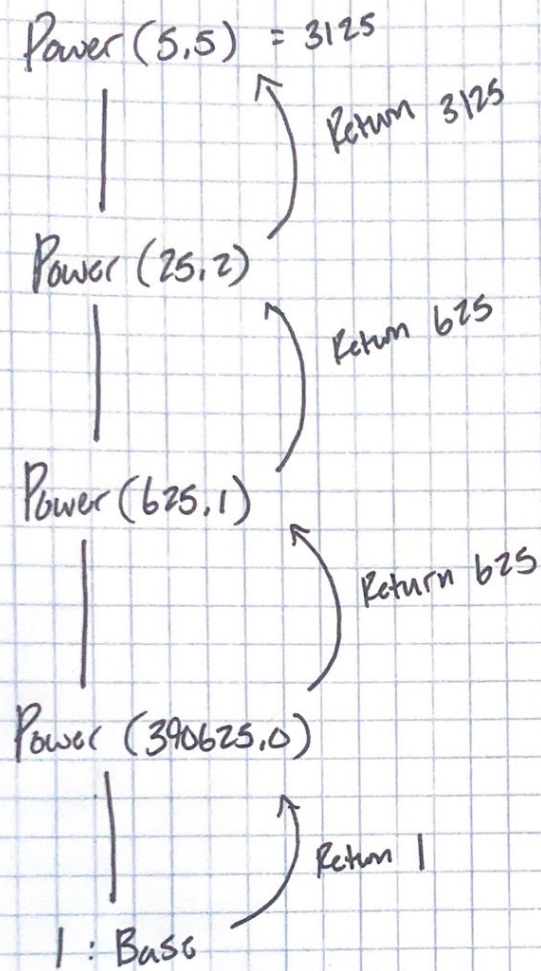 Power (5,5) = 3125
Return 3125
Power (25,2)
Return 625
Power (625,1)
Return 625
Power (390625,0)
Return 1
1 : Base